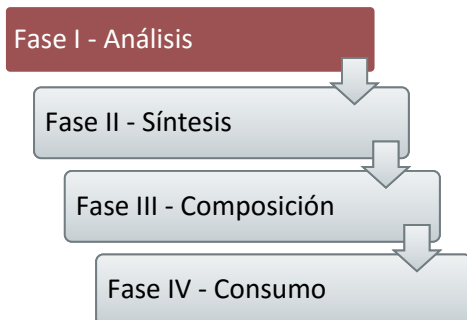 Fase I - Análisis
Fase II - Síntesis
Fase III - Composición
Fase IV - Consumo